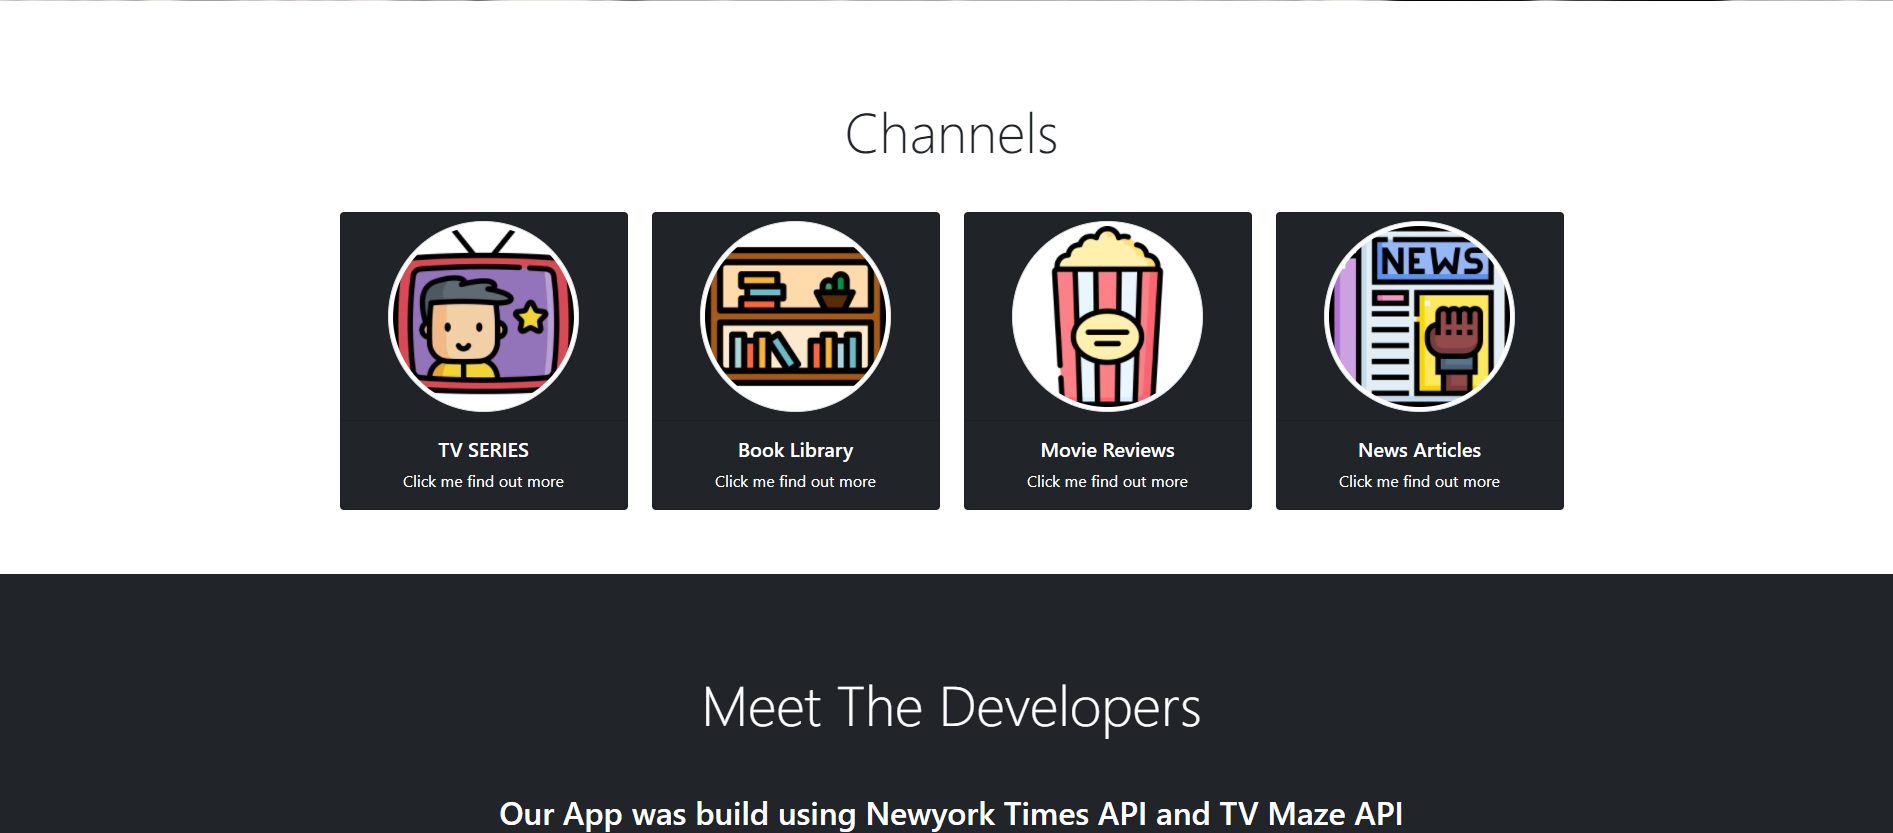 Channels
NEWS
TV SERIES
Click me find out more
Book Library
Click me find out more
Movie Reviews
Click me find out more
News Articles
Click me find out more
Meet The Developers
Our App was build using Newyork Times API and TV Maze API